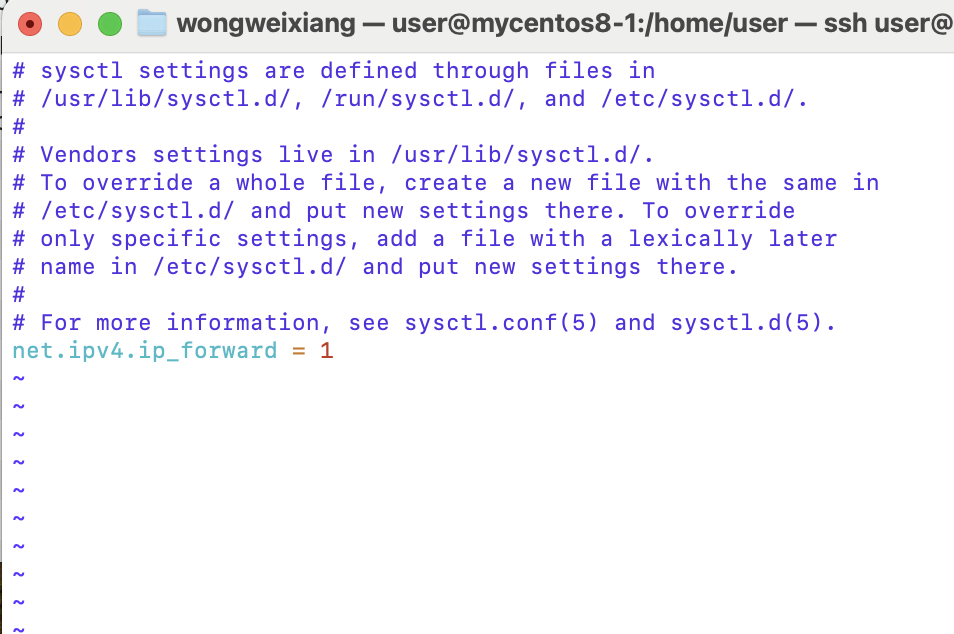 wongweixiang — user@mycentos8-1:/home/user — ssh user@
# sysctl settings are defined through files in
# /usr/lib/sysctl.d/, /run/sysctl.d/, and /etc/sysctl.d/.
#
# Vendors settings live in /usr/lib/sysctl.d/.
# To override a whole file, create a new file with the same in
# /etc/sysctl.d/ and put new settings there. To override
# only specific settings, add a file with a lexically later
# name in /etc/sysctl.d/ and put new settings there.
#
# For more information, see sysctl.conf(5) and sysctl.d(5).
net.ipv4.ip_forward = 1
~
~
~
~
~
~
~
~
~
~